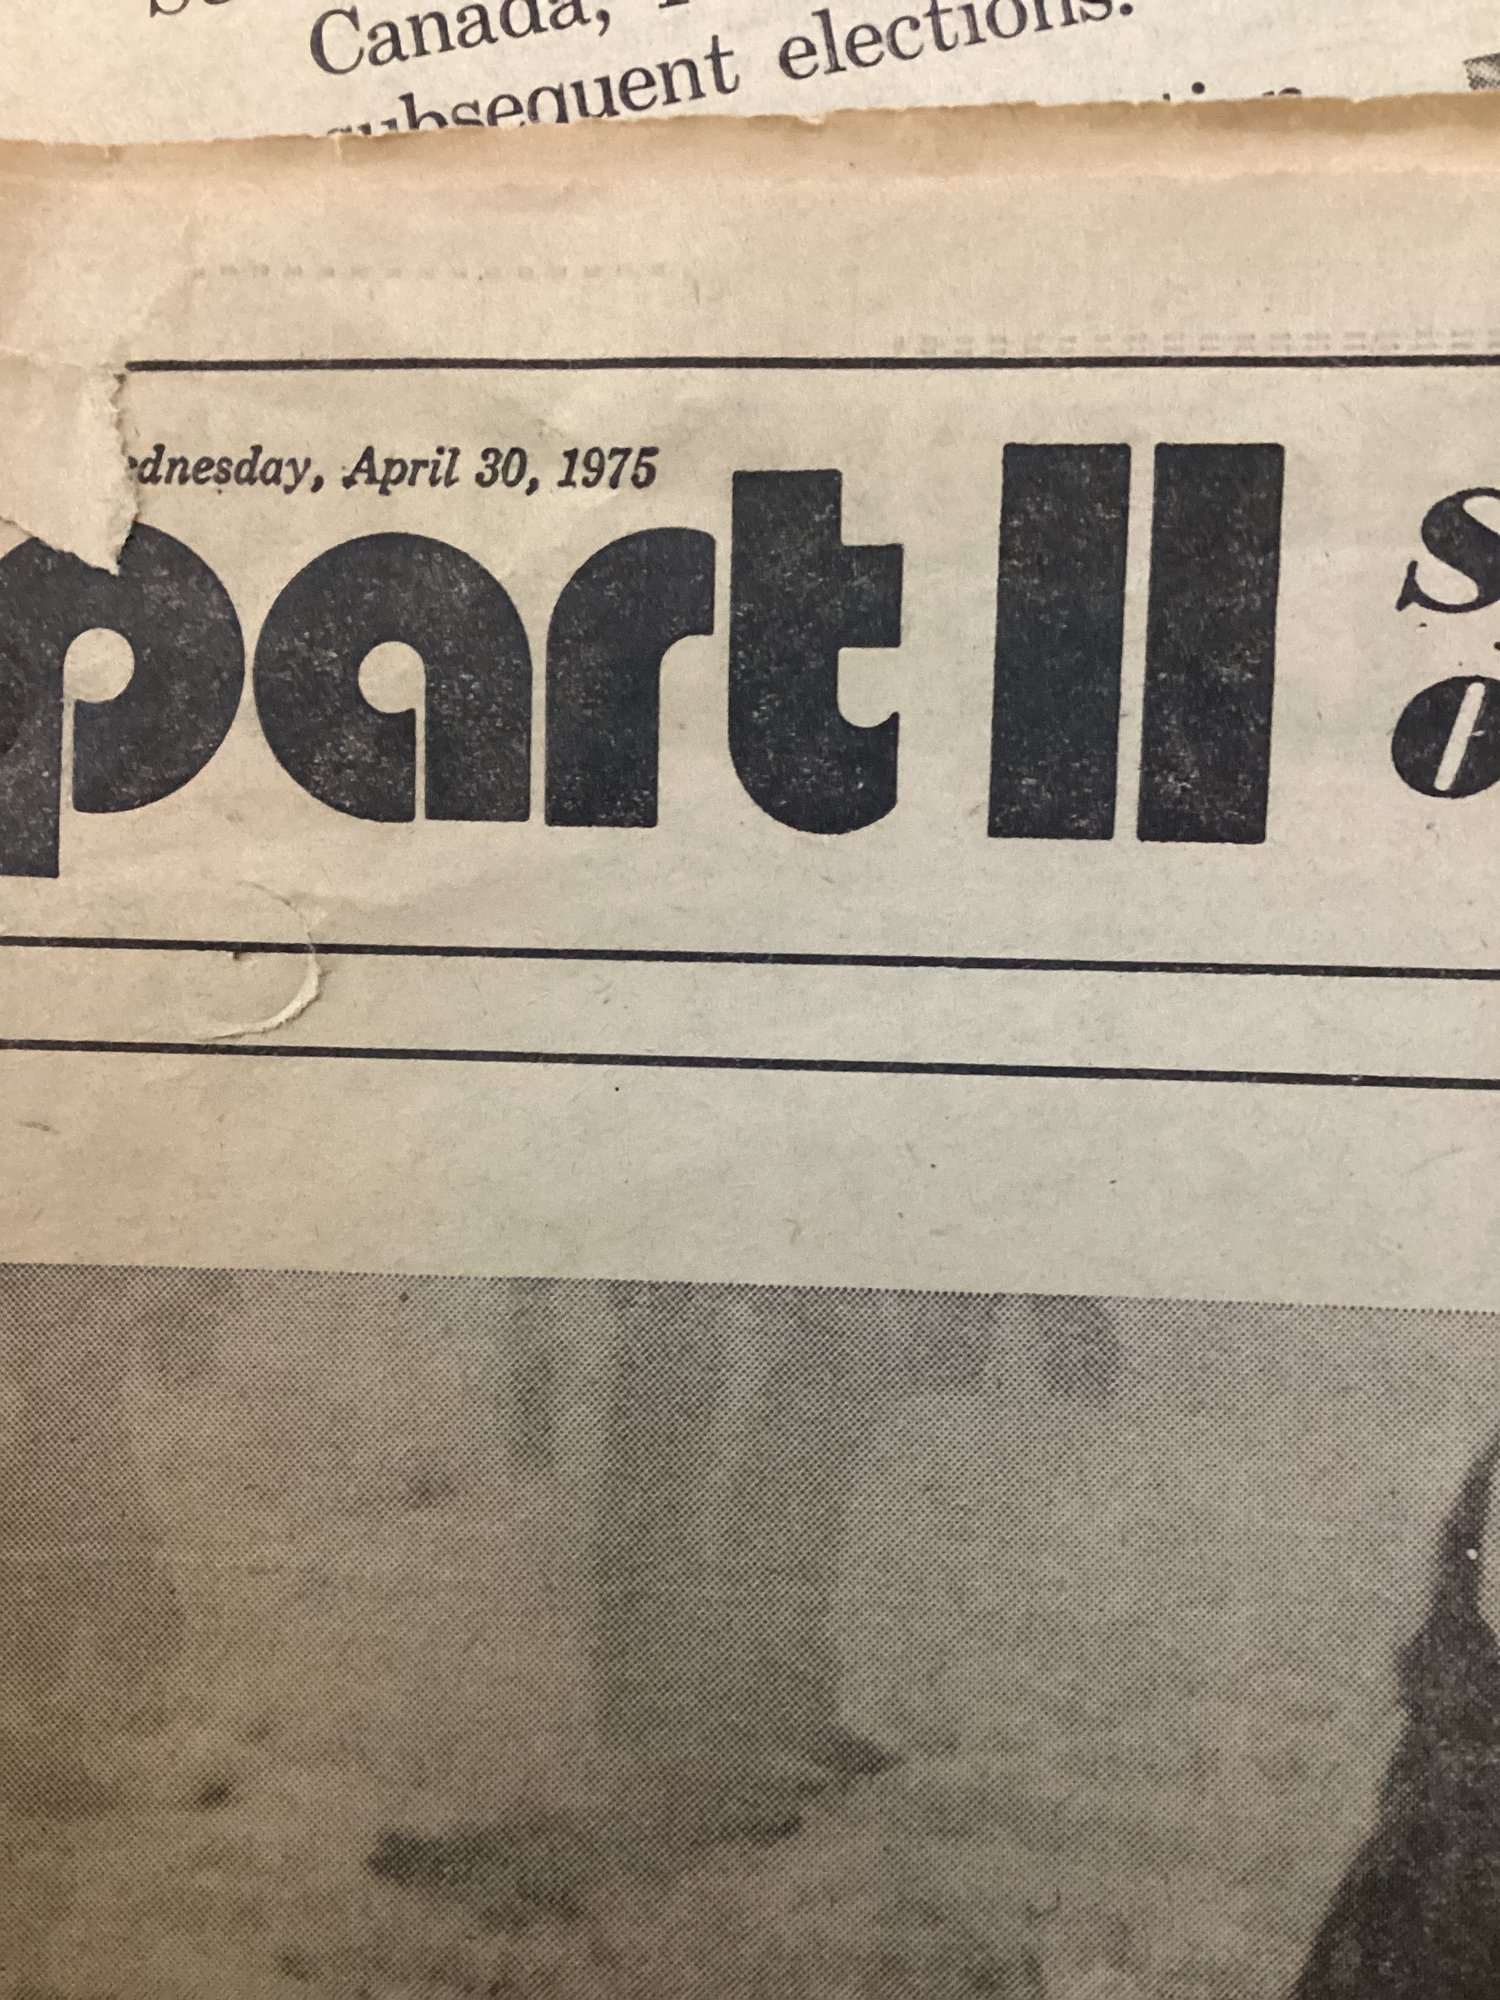 Canada,
subsequent elections.
ednesday, April 30, 1975
part II